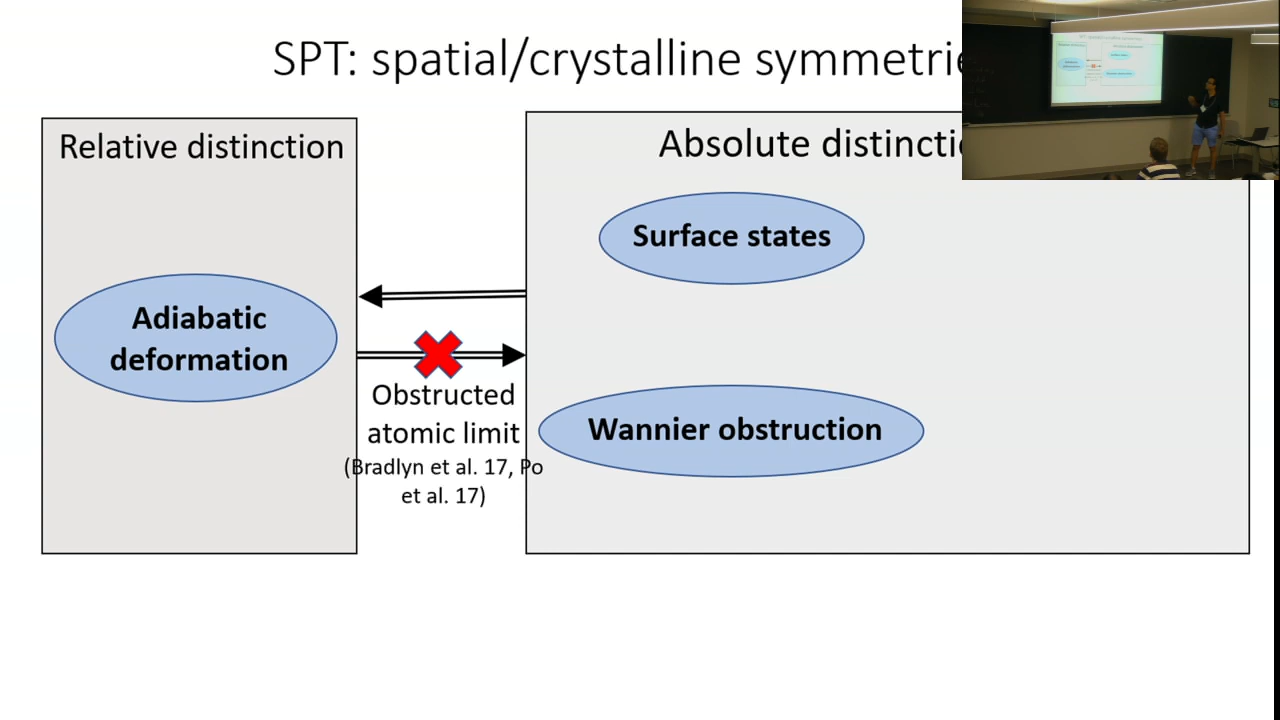 SPT: spatial/crystalline symmetrie
Relative distinction
Absolute distincti
Surface states
Adiabatic
deformation
Obstructed
atomic limit
(Bradlyn et al. 17, Po
et al. 17)
Wannier obstruction